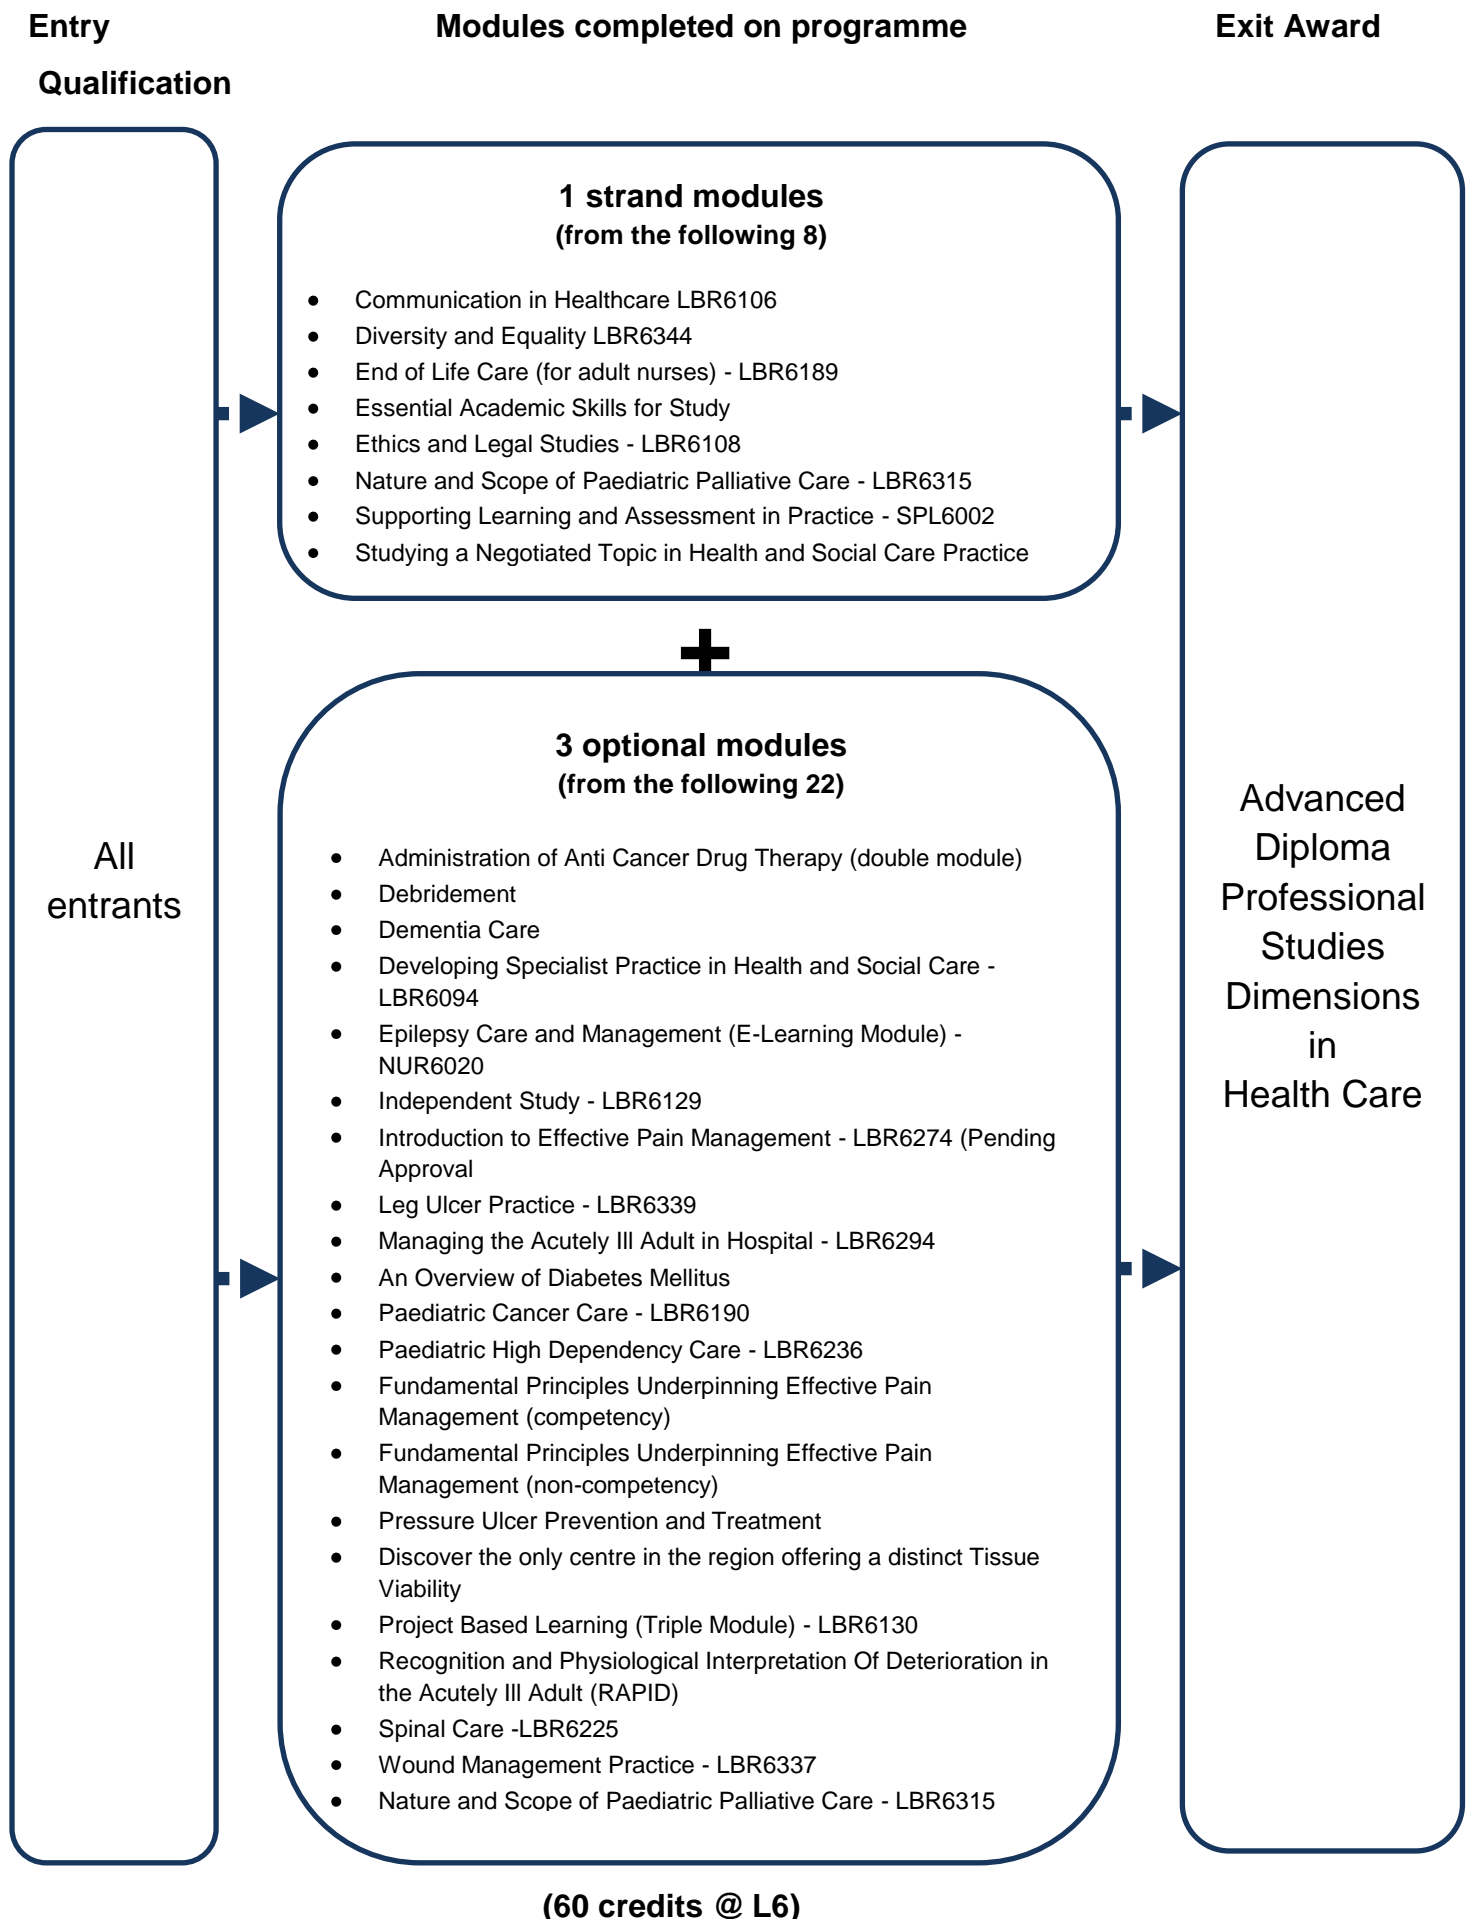 Entry
Qualification
Modules completed on programme
Exit Award
All
entrants
1 strand modules
(from the following 8)
• Communication in Healthcare LBR6106
• Diversity and Equality LBR6344
• End of Life Care (for adult nurses) - LBR6189
• Essential Academic Skills for Study
• Ethics and Legal Studies - LBR6108
• Nature and Scope of Paediatric Palliative Care - LBR6315
• Supporting Learning and Assessment in Practice - SPL6002
• Studying a Negotiated Topic in Health and Social Care Practice
+
3 optional modules
(from the following 22)
• Administration of Anti Cancer Drug Therapy (double module)
• Debridement
• Dementia Care
• Developing Specialist Practice in Health and Social Care -
LBR6094
• Epilepsy Care and Management (E-Learning Module) -
NUR6020
• Independent Study - LBR6129
• Introduction to Effective Pain Management - LBR6274 (Pending
Approval
• Leg Ulcer Practice - LBR6339
• Managing the Acutely Ill Adult in Hospital - LBR6294
• An Overview of Diabetes Mellitus
• Paediatric Cancer Care - LBR6190
• Paediatric High Dependency Care - LBR6236
• Fundamental Principles Underpinning Effective Pain
Management (competency)
• Fundamental Principles Underpinning Effective Pain
Management (non-competency)
• Pressure Ulcer Prevention and Treatment
• Discover the only centre in the region offering a distinct Tissue
Viability
• Project Based Learning (Triple Module) - LBR6130
• Recognition and Physiological Interpretation Of Deterioration in
the Acutely Ill Adult (RAPID)
• Spinal Care -LBR6225
• Wound Management Practice - LBR6337
• Nature and Scope of Paediatric Palliative Care - LBR6315
(60 credits @ L6)
Advanced
Diploma
Professional
Studies
Dimensions
in
Health Care